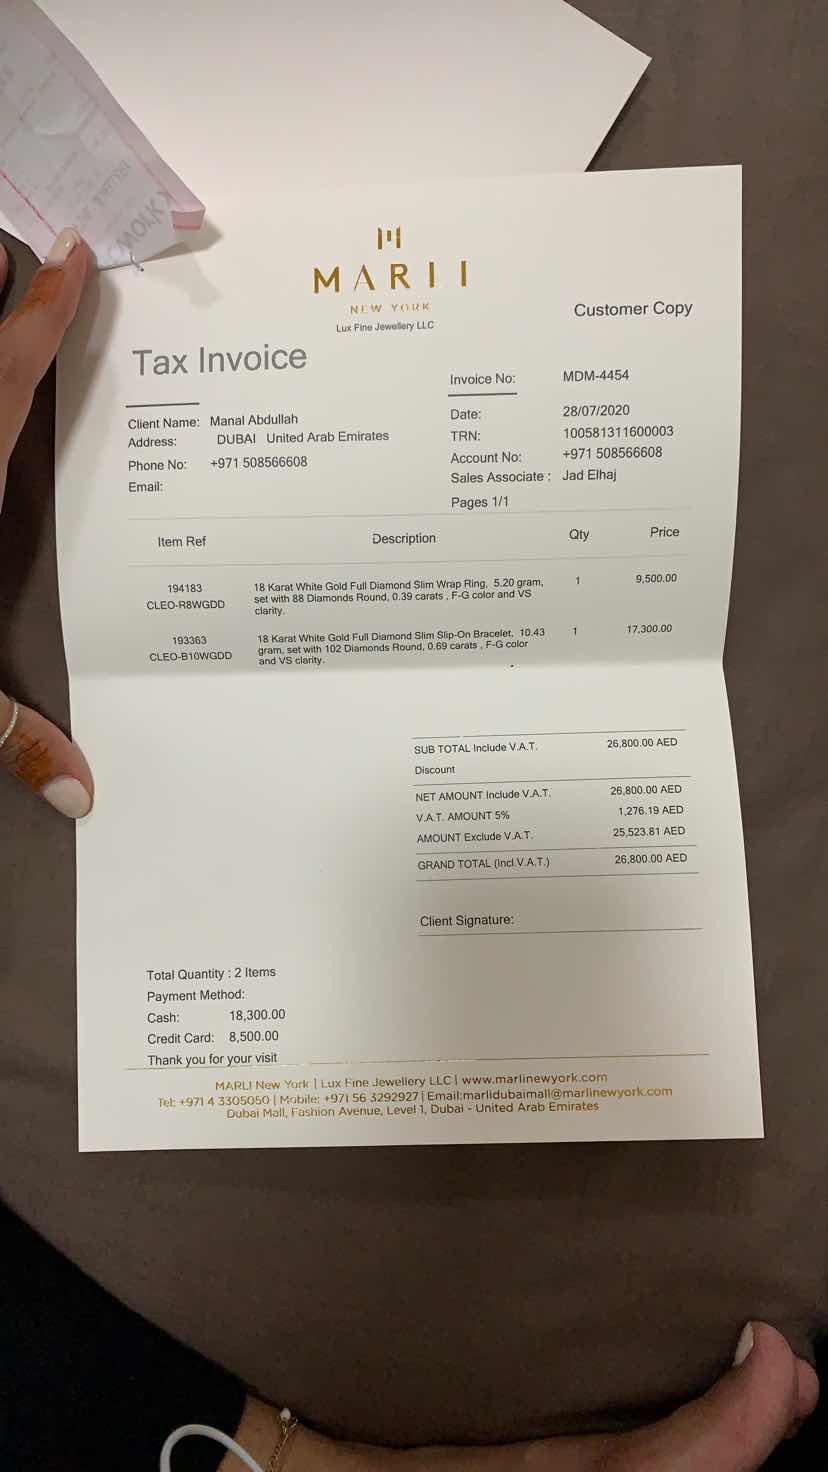 MARLI
NEW YORK
Lux Fine Jewellery LLC
Customer Copy
Tax Invoice
Invoice No: MDM-4454
Client Name: Manal Abdullah
Date: 28/07/2020
Address: DUBAI United Arab Emirates
TRN: 100581311600003
Phone No: +971 508566608
Account No: +971 508566608
Email:
Sales Associate : Jad Elhaj
Pages 1/1
Item Ref Description Qty Price
194183 18 Karat White Gold Full Diamond Slim Wrap Ring, 5.20 gram, 1 9,500.00
CLEO-R8WGDD set with 88 Diamonds Round, 0.39 carats , F-G color and VS
clarity.
193363 18 Karat White Gold Full Diamond Slim Slip-On Bracelet, 10.43 1 17,300.00
CLEO-B10WGDD gram, set with 102 Diamonds Round, 0.69 carats , F-G color
and VS clarity.
SUB TOTAL Include V.A.T. 26,800.00 AED
Discount
NET AMOUNT Include V.A.T. 26,800.00 AED
V.A.T. AMOUNT 5% 1,276.19 AED
AMOUNT Exclude V.A.T. 25,523.81 AED
GRAND TOTAL (Incl.V.A.T.) 26,800.00 AED
Client Signature:
Total Quantity : 2 Items
Payment Method:
Cash: 18,300.00
Credit Card: 8,500.00
Thank you for your visit
MARLI New York | Lux Fine Jewellery LLC | www.marlinewyork.com
Tel: +971 4 3305050 | Mobile: +971 56 3292927 | Email:marlidubaimall@marlinewyork.com
Dubai Mall, Fashion Avenue, Level 1, Dubai - United Arab Emirates